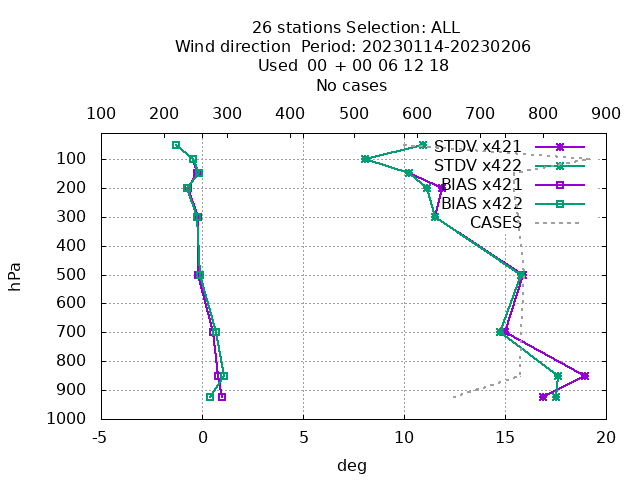 26 stations Selection: ALL
Wind direction  Period: 20230114-20230206
Used  00 + 00 06 12 18
No cases
100 200 300 400 500 600 700 800 900
STDV x421
STDV x422
BIAS x421
BIAS x422
CASES
100
200
300
400
500
600
700
800
900
1000
hPa
-5 0 5 10 15 20
deg